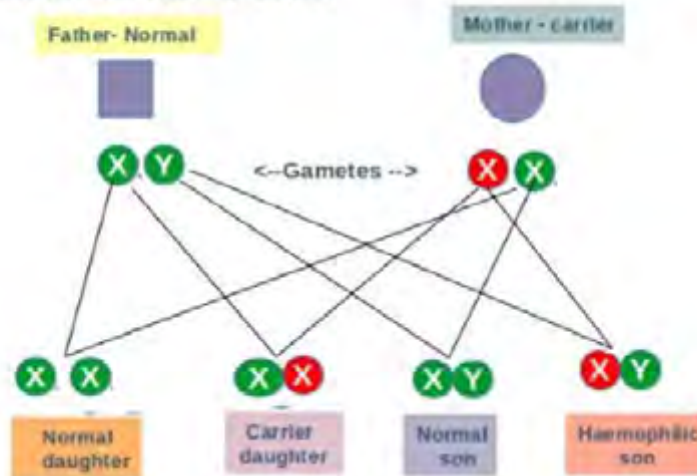 Father- Normal
Mother - carrier
X Y <--Gametes --> X X
X X X X X Y X Y
Normal daughter
Carrier daughter
Normal son
Haemophilic son